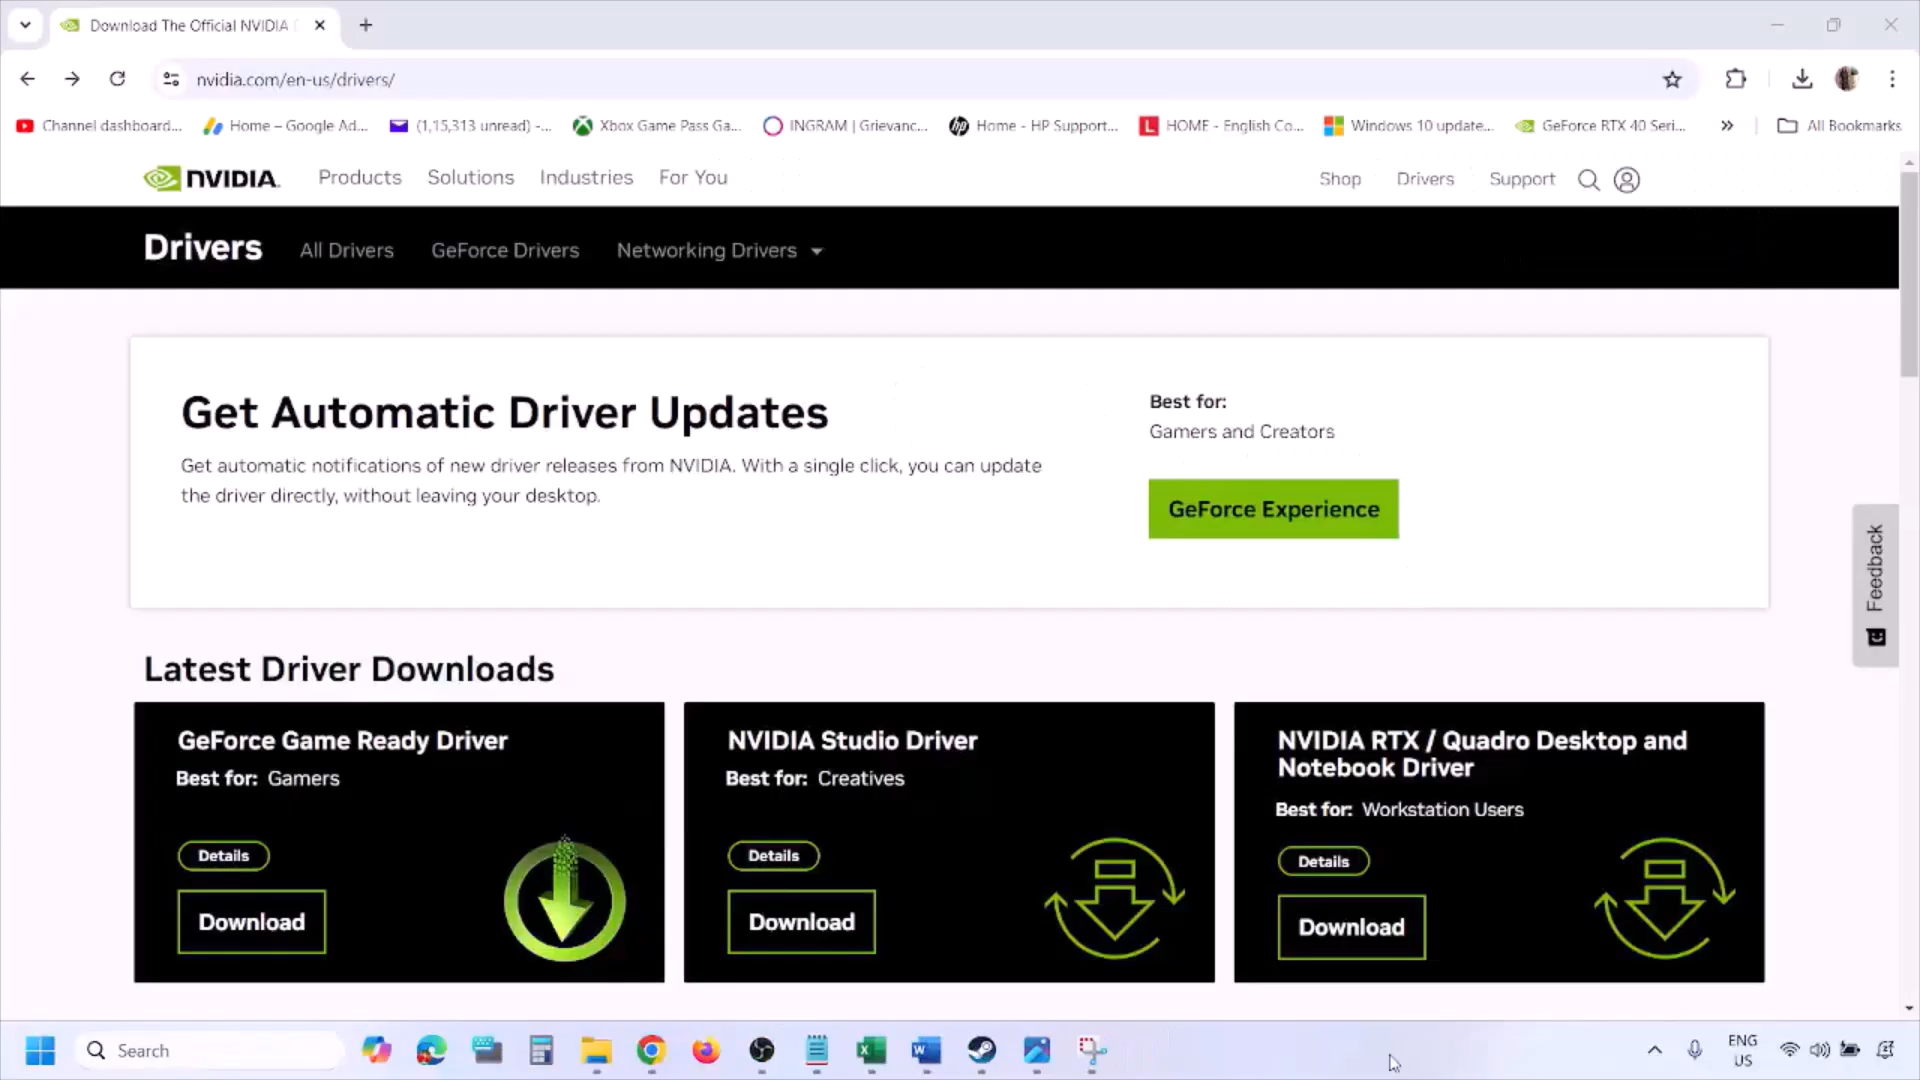 Download The Official NVIDIA
nvidia.com/en-us/drivers/
Channel dashboard...
Home – Google Ad...
(1,15,313 unread) -...
Xbox Game Pass Ga...
INGRAM | Grievanc...
Home - HP Support...
HOME - English Co...
Windows 10 update...
GeForce RTX 40 Seri...
All Bookmarks
NVIDIA.
Products
Solutions
Industries
For You
Shop
Drivers
Support
Drivers
All Drivers
GeForce Drivers
Networking Drivers
Get Automatic Driver Updates
Get automatic notifications of new driver releases from NVIDIA. With a single click, you can update
the driver directly, without leaving your desktop.
Best for:
Gamers and Creators
GeForce Experience
Feedback
Latest Driver Downloads
GeForce Game Ready Driver
Best for: Gamers
Details
Download
NVIDIA Studio Driver
Best for: Creatives
Details
Download
NVIDIA RTX / Quadro Desktop and
Notebook Driver
Best for: Workstation Users
Details
Download
Search
ENG
US